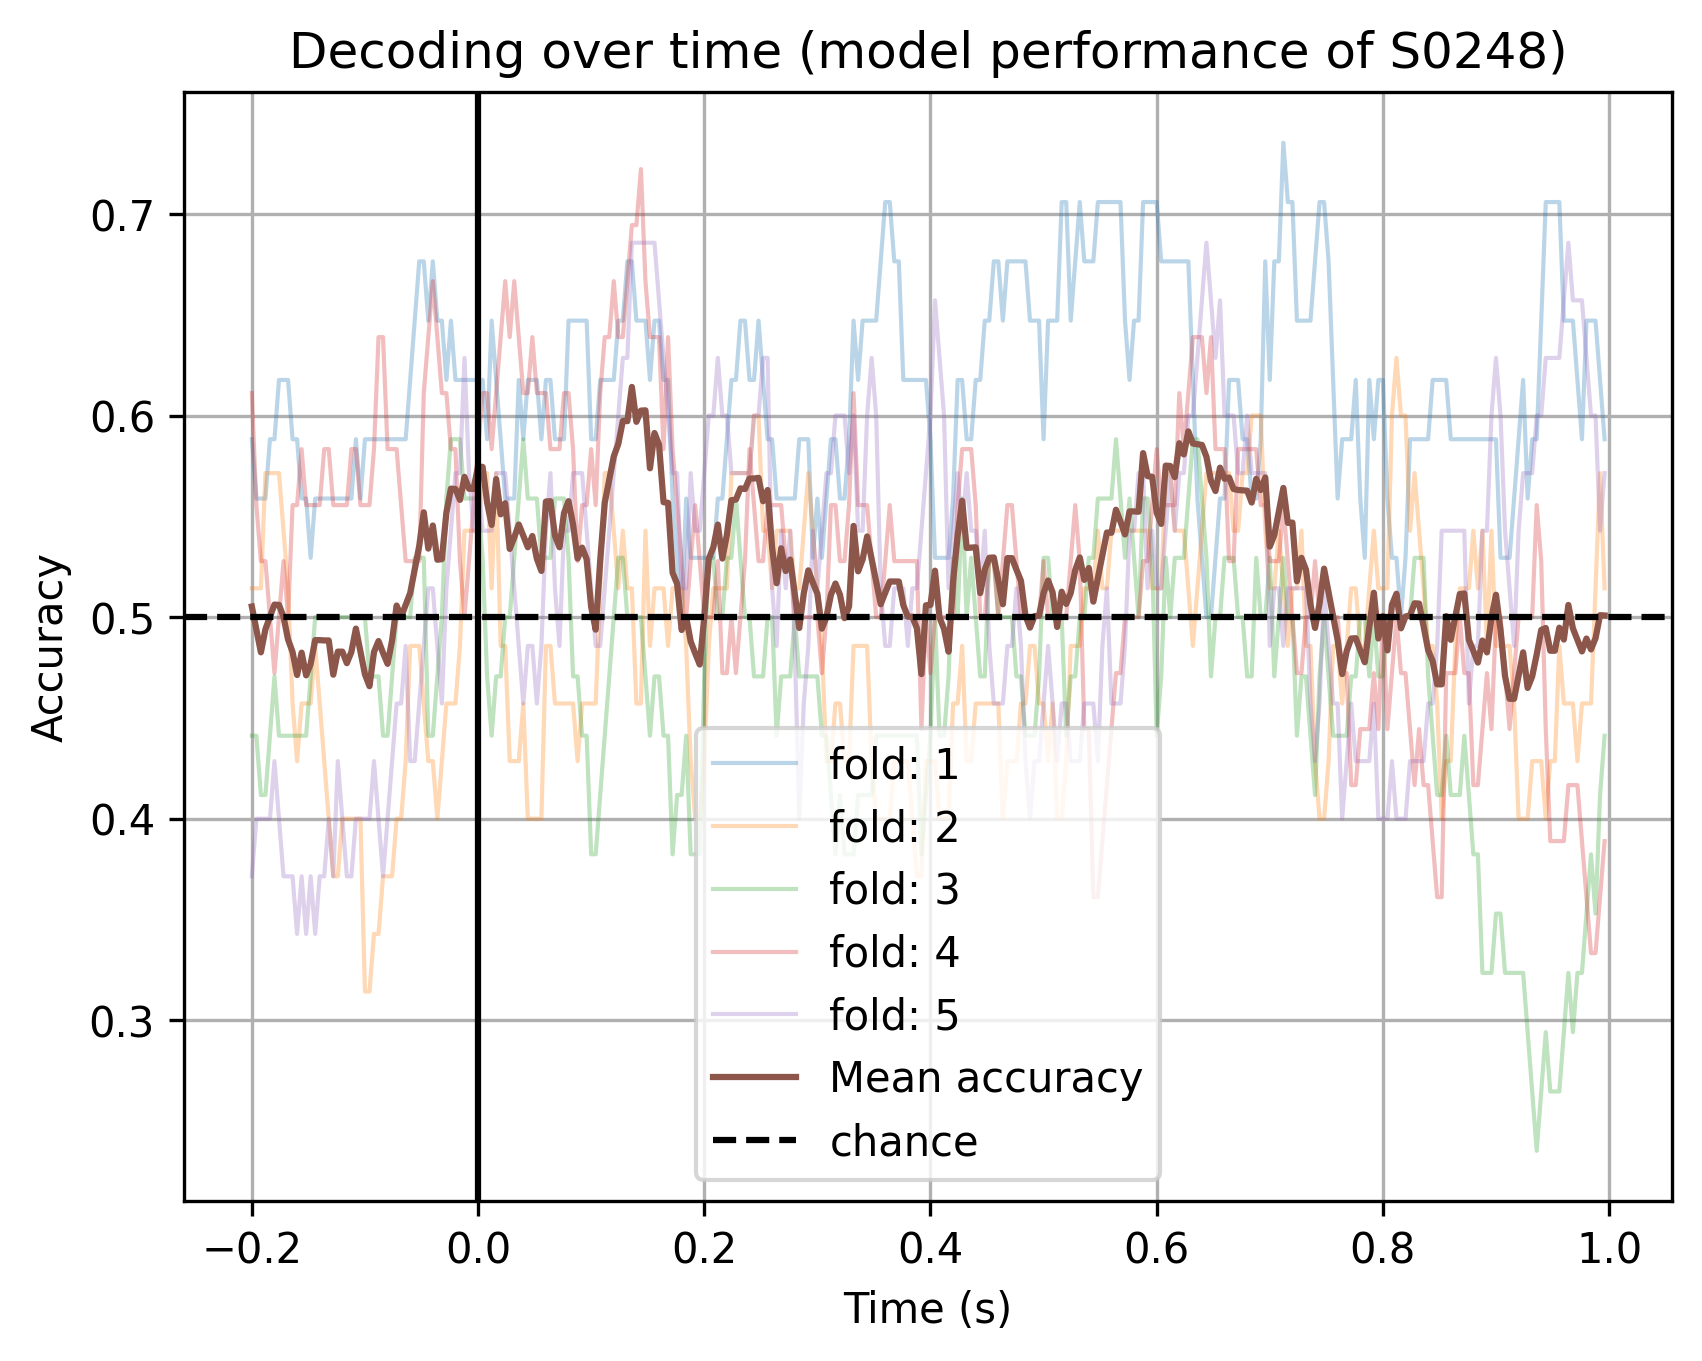 Decoding over time (model performance of S0248)
Accuracy
0.7
0.6
0.5
0.4
0.3
fold: 1
fold: 2
fold: 3
fold: 4
fold: 5
Mean accuracy
chance
−0.2 0.0 0.2 0.4 0.6 0.8 1.0
Time (s)